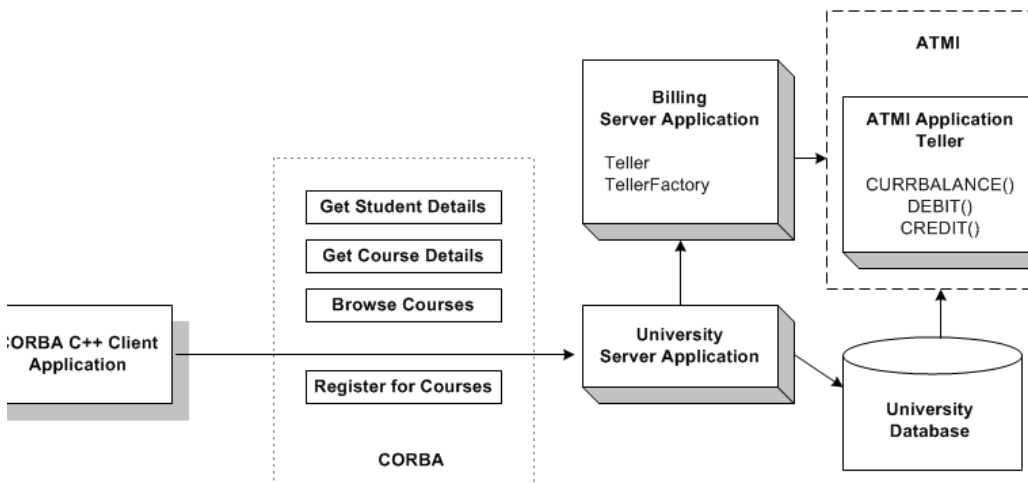 ATMI
Billing
Server Application
Teller
TellerFactory
ATMI Application
Teller
CURRBALANCE()
DEBIT()
CREDIT()
Get Student Details
Get Course Details
Browse Courses
Register for Courses
CORBA
CORBA C++ Client
Application
University
Server Application
University
Database